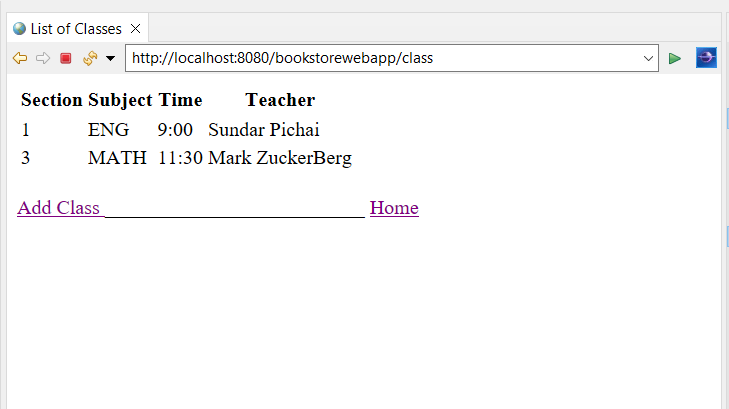 List of Classes
http://localhost:8080/bookstorewebapp/class
Section Subject Time Teacher
1 ENG 9:00 Sundar Pichai
3 MATH 11:30 Mark ZuckerBerg
Add Class __________________________ Home